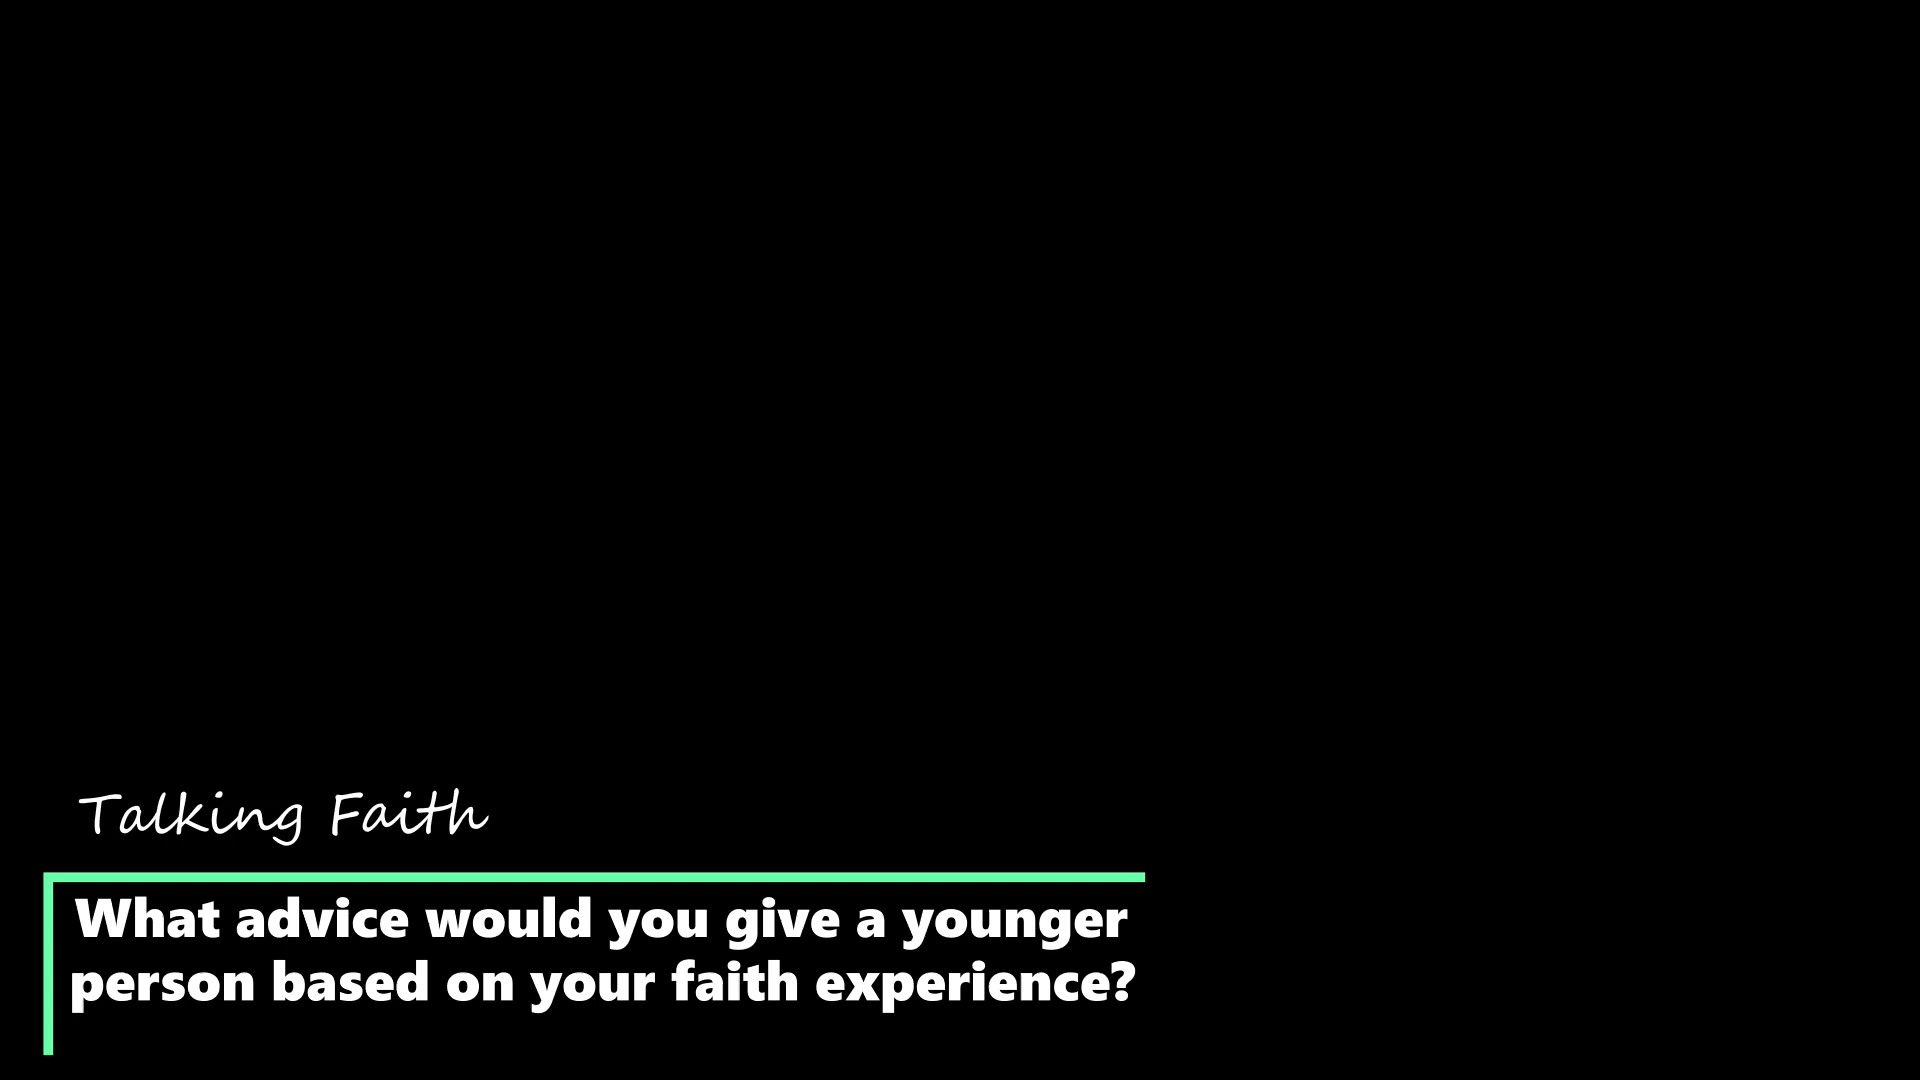 Talking Faith
What advice would you give a younger
person based on your faith experience?